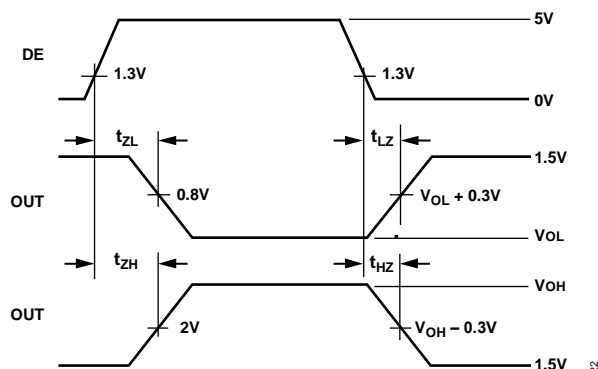 5V
DE
1.3V
1.3V
0V
tZL
tLZ
1.5V
OUT
0.8V
VOL + 0.3V
VOL
tZH
tHZ
VOH
OUT
2V
VOH – 0.3V
1.5V